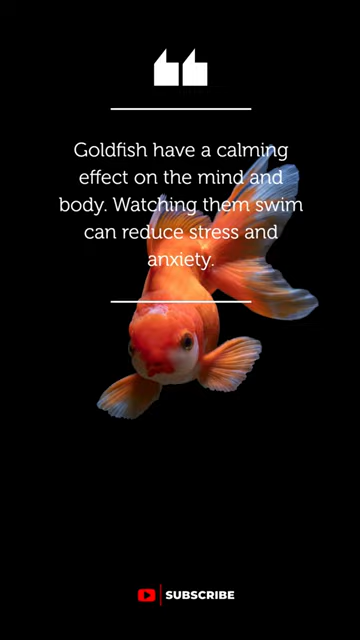 Goldfish have a calming
effect on the mind and
body. Watching them swim
can reduce stress and
anxiety.
SUBSCRIBE